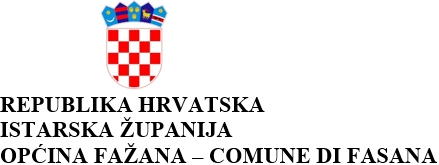 REPUBLIKA HRVATSKA
ISTARSKA ŽUPANIJA
OPĆINA FAŽANA – COMUNE DI FASANA